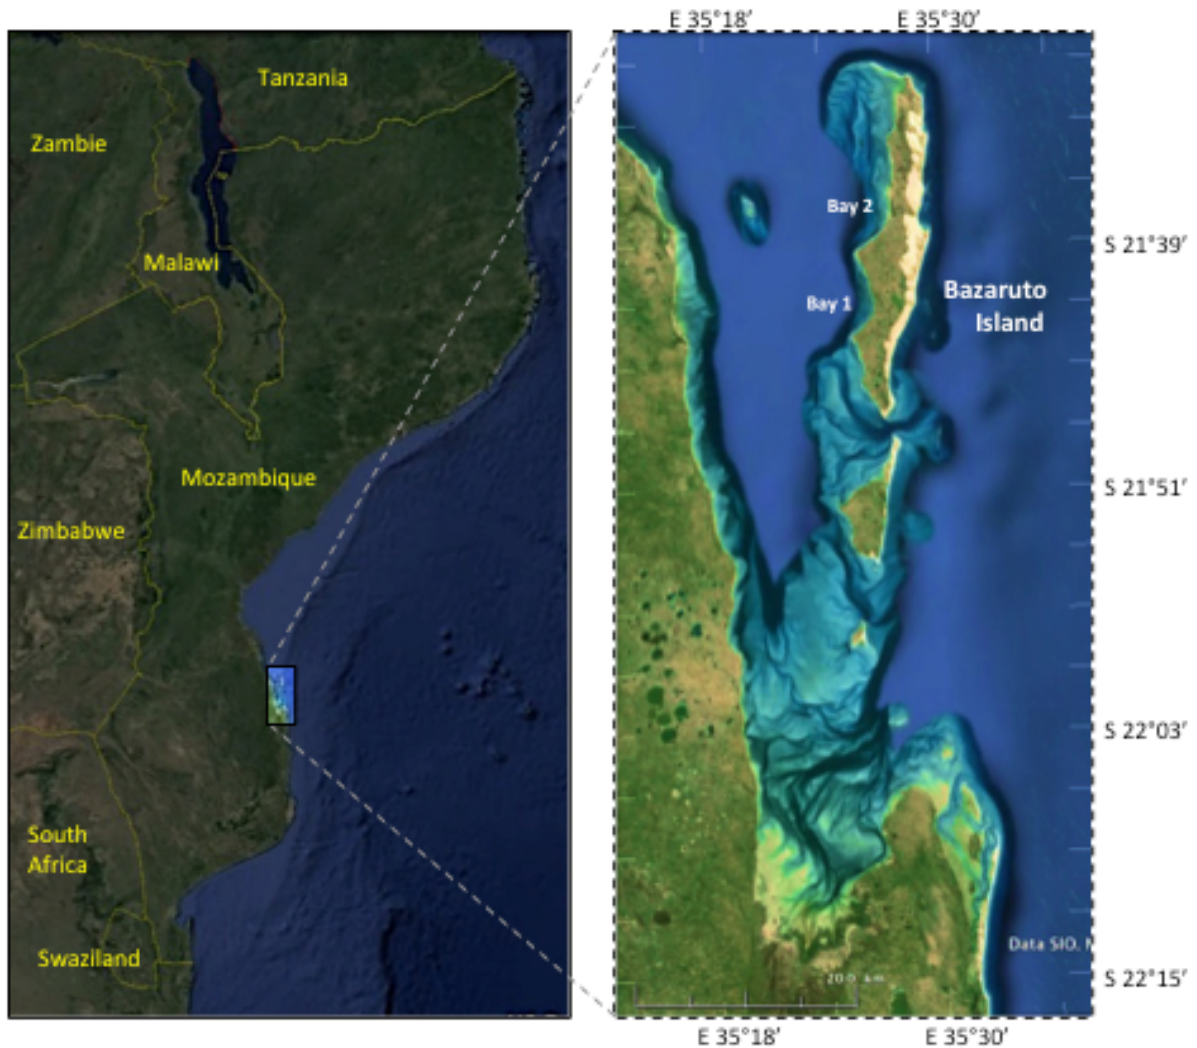 E 35°18’ E 35°30’
Tanzania
Zambie
Malawi
Mozambique
Zimbabwe
South
Africa
Swaziland
Bay 2
Bay 1
Bazaruto
Island
S 21°39’
S 21°51’
S 22°03’
S 22°15’
Data SIO, N
20.0 km
E 35°18’ E 35°30’